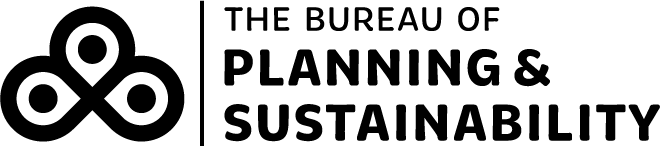 THE BUREAU OF
PLANNING &
SUSTAINABILITY